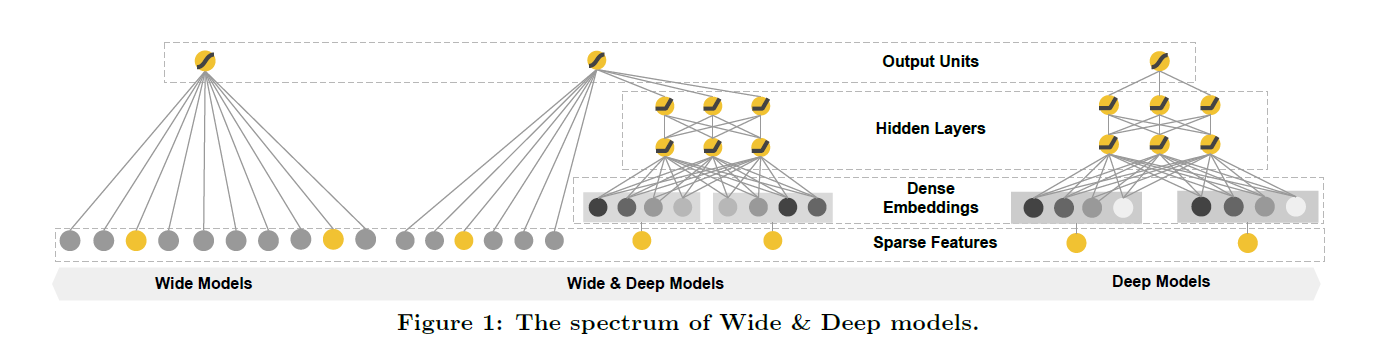 Output Units
Hidden Layers
Dense
Embeddings
Sparse Features
Wide Models
Wide & Deep Models
Deep Models
Figure 1: The spectrum of Wide & Deep models.